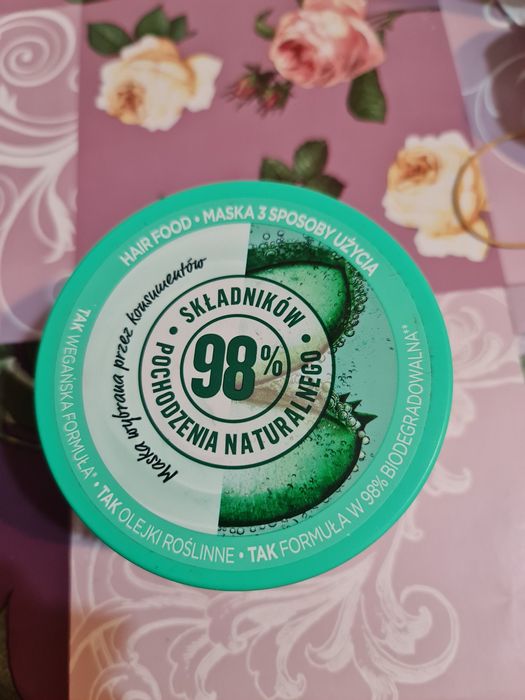 HAIR FOOD • MASKA 3 SPOSOBY UŻYCIA
Maska wybrana przez konsumentów
• SKŁADNIKÓW •
98%
POCHODZENIA NATURALNEGO
TAK WEGAŃSKA FORMUŁA* • TAK OLEJKI ROŚLINNE • TAK FORMUŁA W 98% BIODEGRADOWALNA**